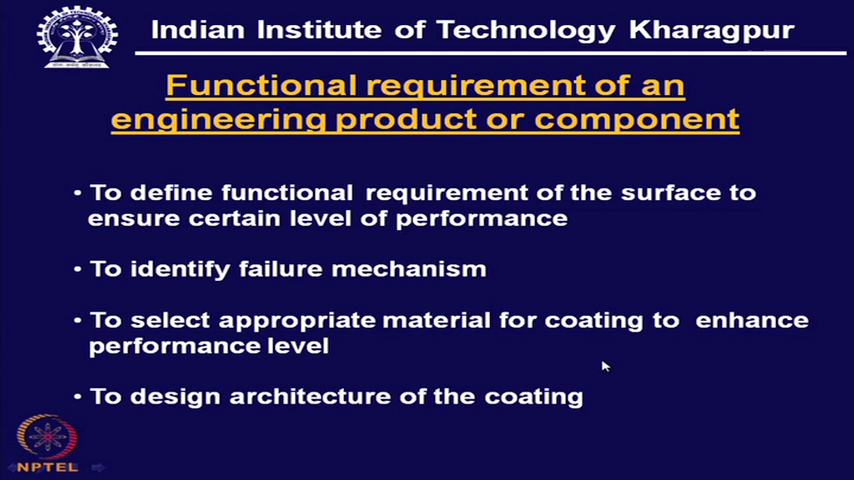 Indian Institute of Technology Kharagpur
Functional requirement of an
engineering product or component
• To define functional requirement of the surface to
ensure certain level of performance
• To identify failure mechanism
• To select appropriate material for coating to enhance
performance level
• To design architecture of the coating
NPTEL